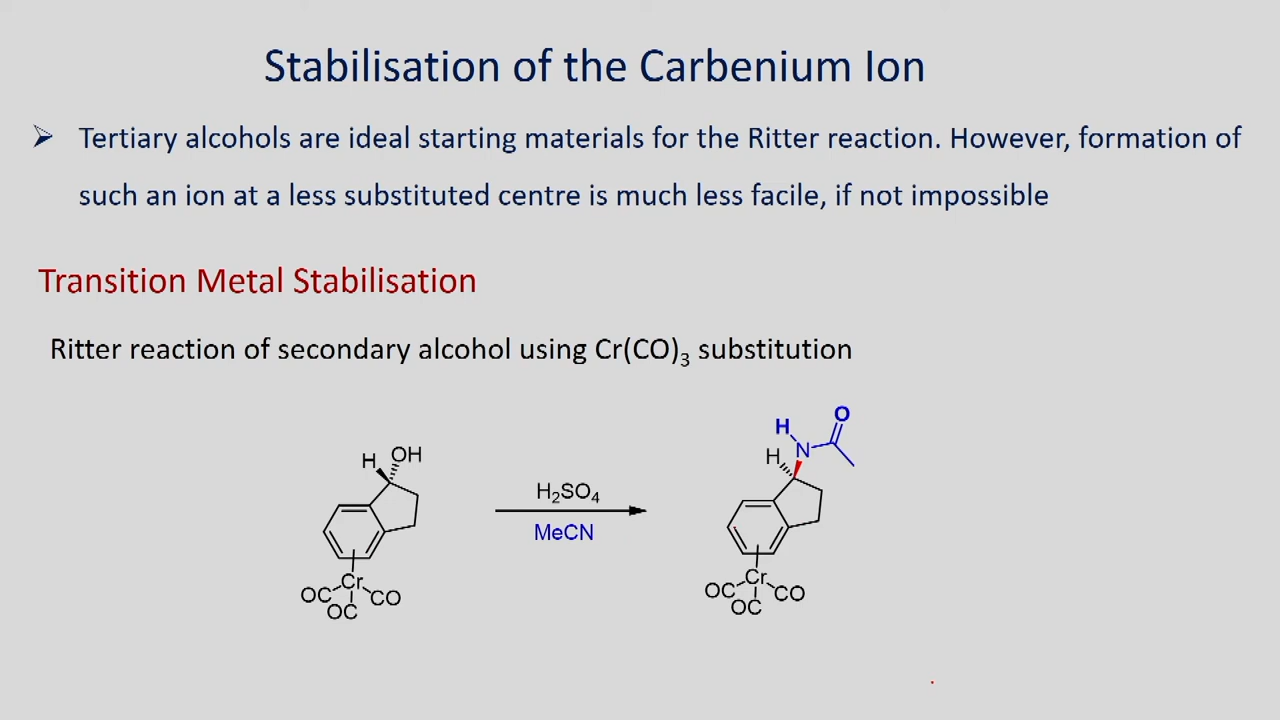 Stabilisation of the Carbenium Ion
Tertiary alcohols are ideal starting materials for the Ritter reaction. However, formation of
such an ion at a less substituted centre is much less facile, if not impossible
Transition Metal Stabilisation
Ritter reaction of secondary alcohol using Cr(CO)₃ substitution
H OH
Cr
OC CO
OC
H₂SO₄
MeCN
O
H
N
H
Cr
OC CO
OC